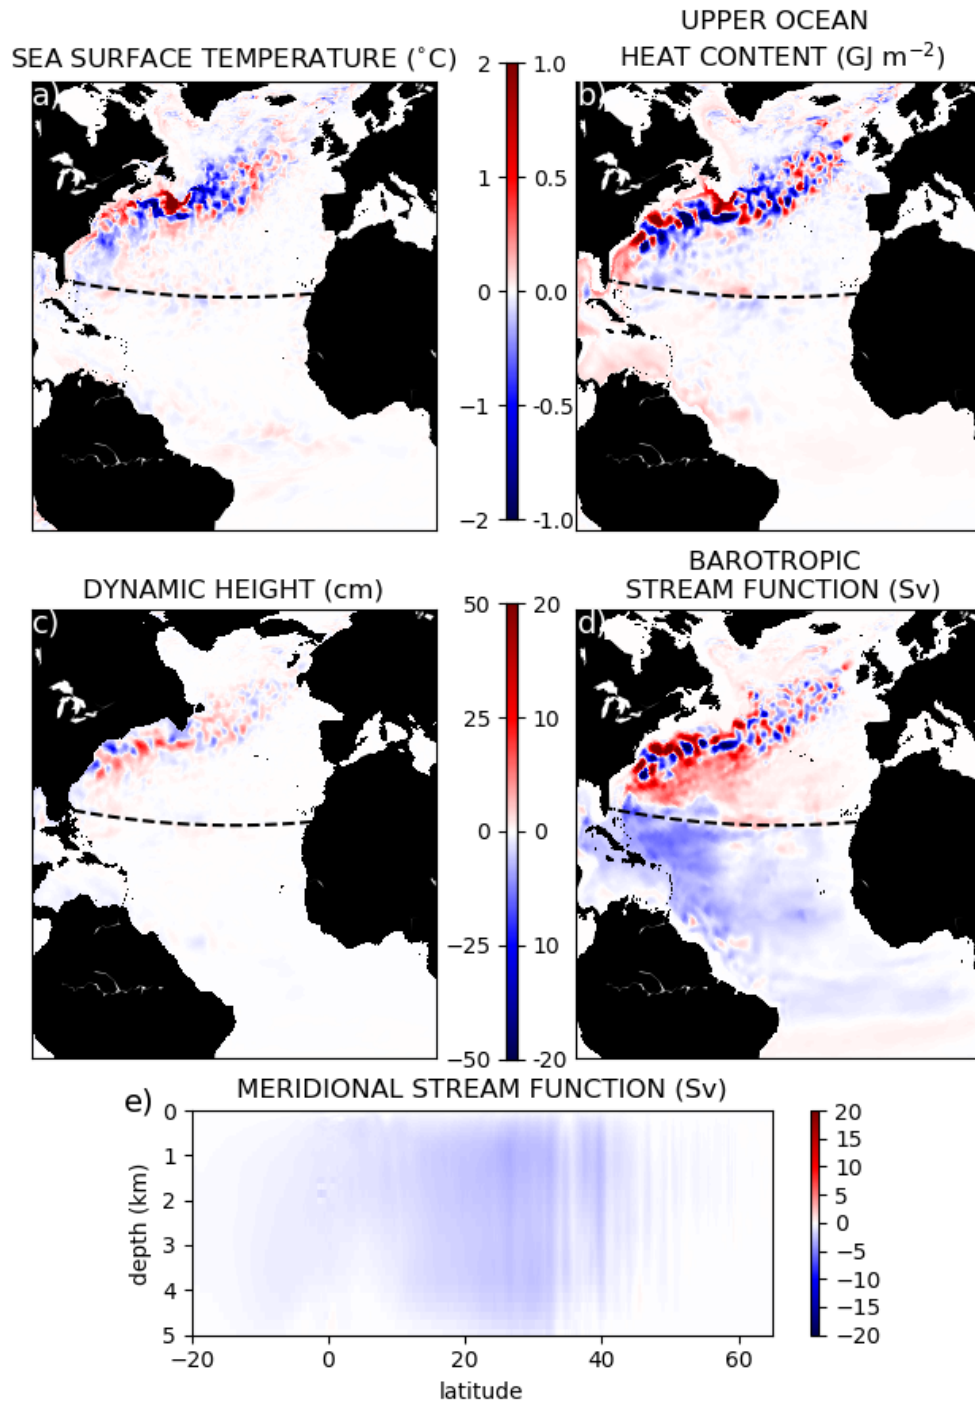 UPPER OCEAN
SEA SURFACE TEMPERATURE (°C)
HEAT CONTENT (GJ m⁻²)
a)
b)
2 1.0
1 0.5
0 0.0
−1 -0.5
−2 -1.0
BAROTROPIC
DYNAMIC HEIGHT (cm)
STREAM FUNCTION (Sv)
c)
d)
50 20
25 10
0 0
−25 10
−50 -20
MERIDIONAL STREAM FUNCTION (Sv)
e)
0
1
2
3
4
5
depth (km)
−20 0 20 40 60
latitude
20
15
10
5
0
−5
−10
−15
−20